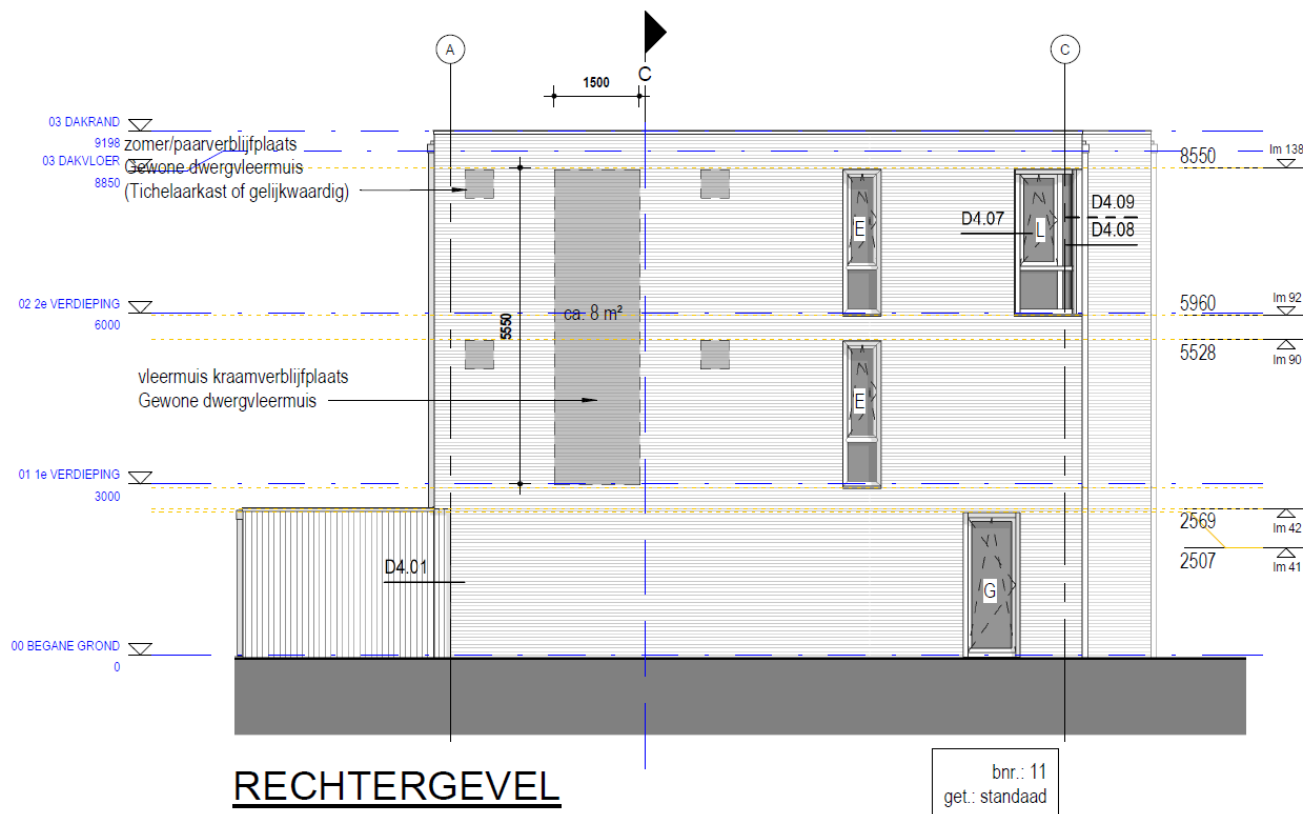 A
C
C
1500
03 DAKRAND
9198
zomer/paarverblijfplaats
03 DAKVLOER
Gewone dwergvleermuis
8850
(Tichelaarkast of gelijkwaardig)
8550
lm 138
D4.07
D4.09
D4.08
E
L
02 2e VERDIEPING
6000
ca. 8 m²
5550
5960
lm 92
5528
lm 90
vleermuis kraamverblijfplaats
Gewone dwergvleermuis
E
01 1e VERDIEPING
3000
2569
lm 42
2507
lm 41
D4.01
G
00 BEGANE GROND
0
RECHTERGEVEL
bnr.: 11
get.: standaad